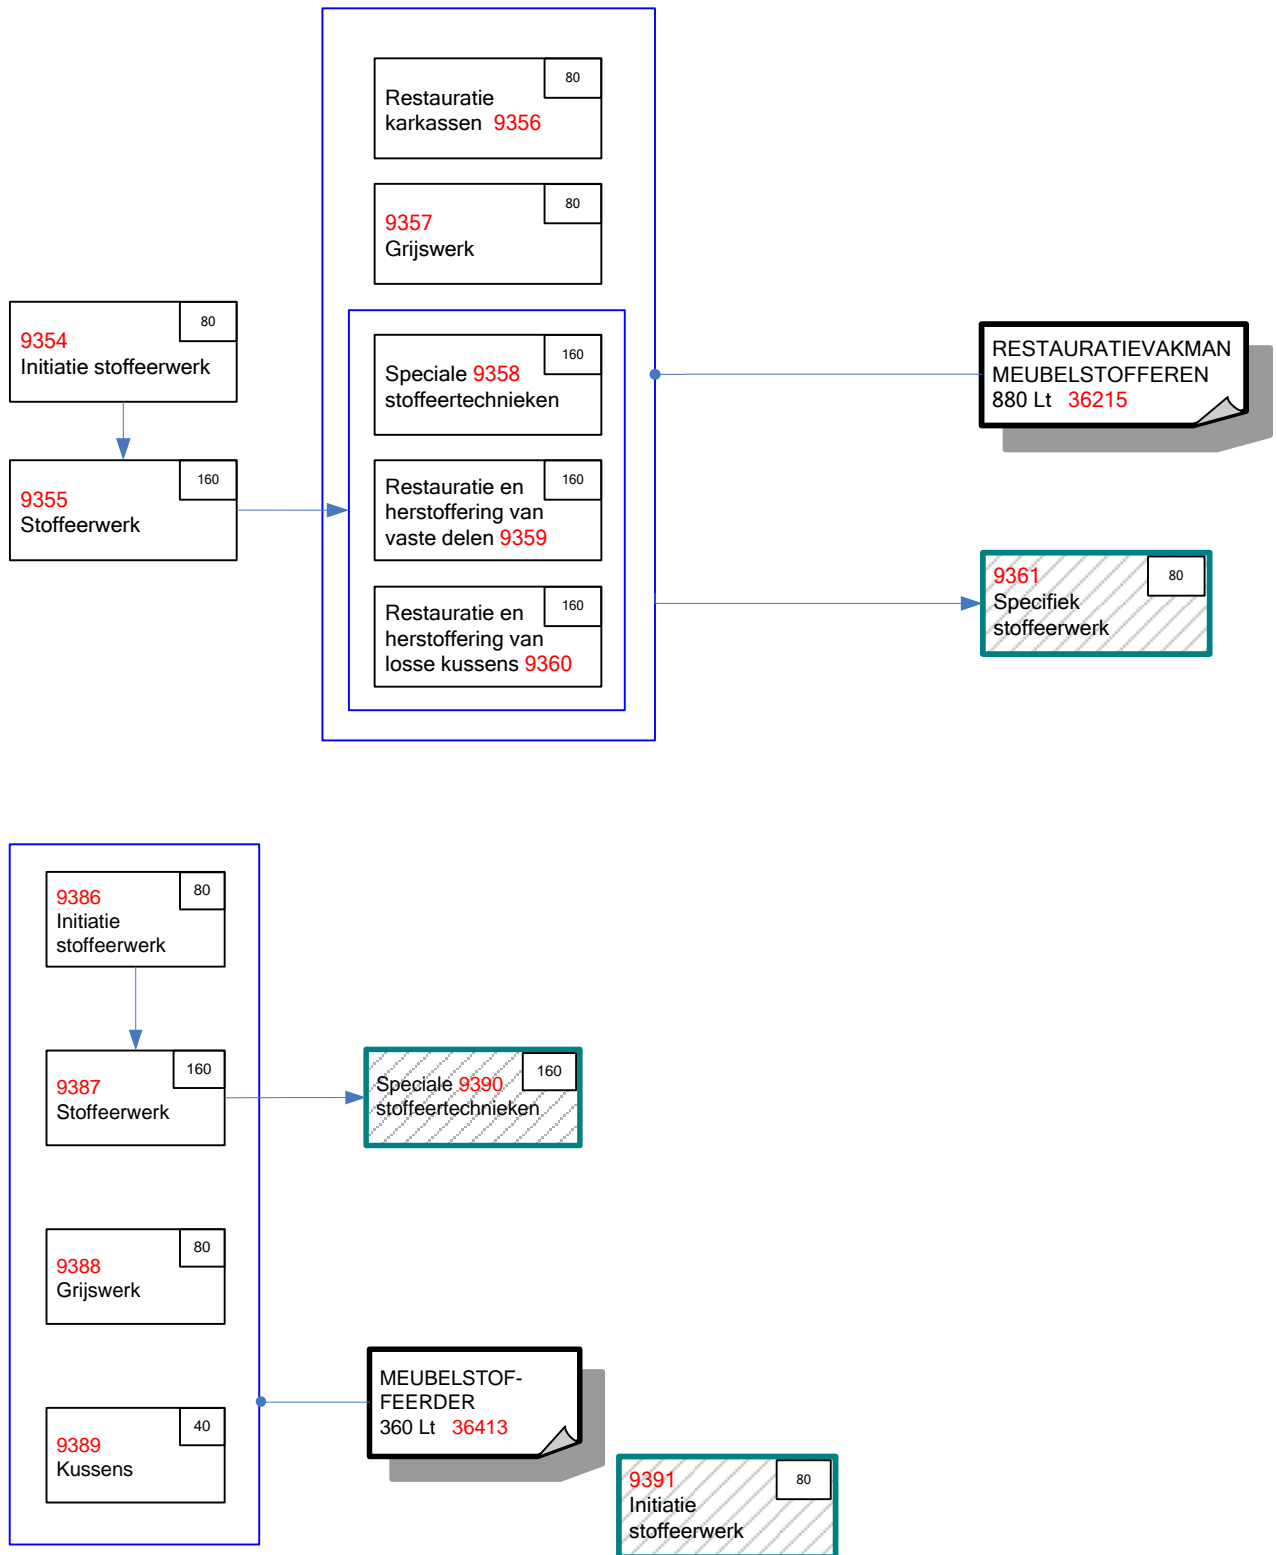 80
Restauratie
karkassen 9356
80
9357
Grijswerk
80
9354
Initiatie stoffeerwerk
160
Speciale 9358
stoffeertechnieken
RESTAURATIEVAKMAN
MEUBELSTOFFEREN
880 Lt 36215
160
9355
Stoffeerwerk
160
Restauratie en
herstoffering van
vaste delen 9359
160
Restauratie en
herstoffering van
losse kussens 9360
80
9361
Specifiek
stoffeerwerk
80
9386
Initiatie
stoffeerwerk
160
9387
Stoffeerwerk
160
Speciale 9390
stoffeertechnieken
80
9388
Grijswerk
MEUBELSTOF-
FEERDER
360 Lt 36413
40
9389
Kussens
80
9391
Initiatie
stoffeerwerk